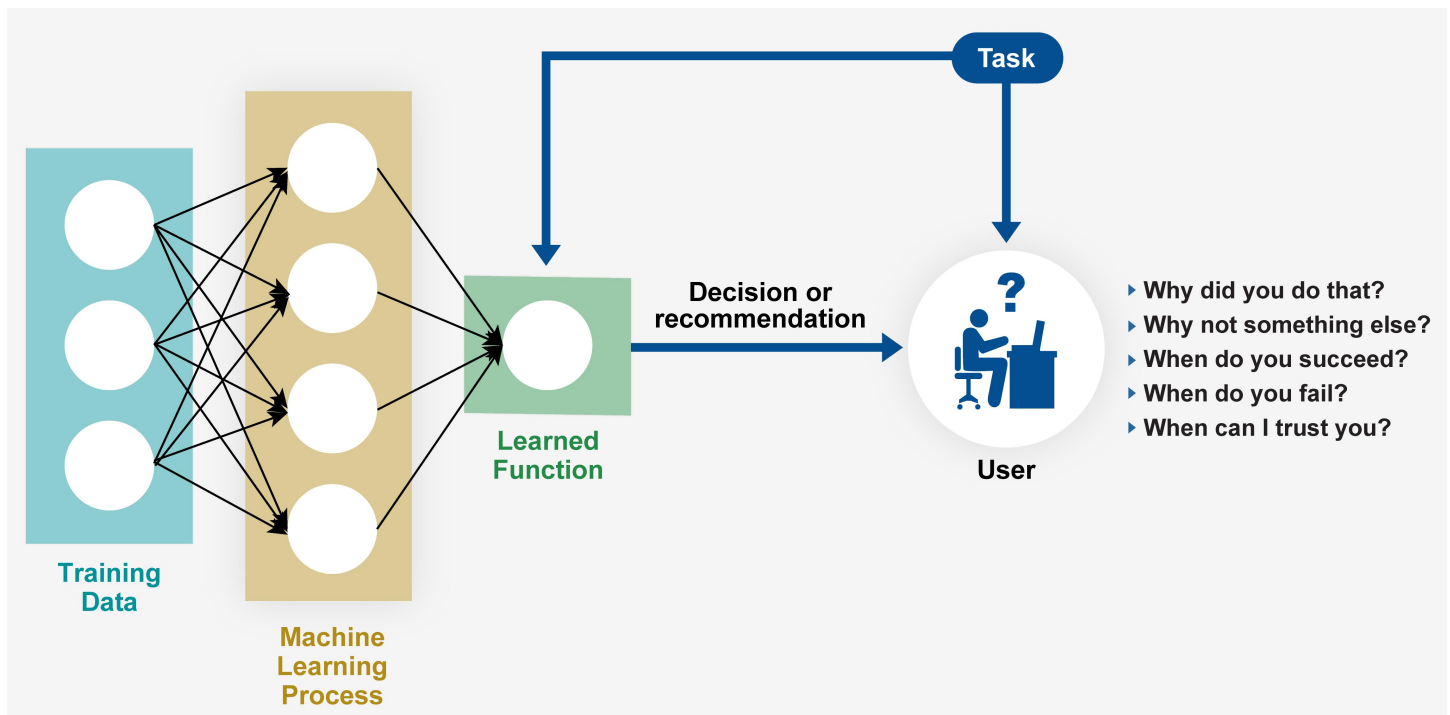 Task
Decision or
recommendation
Why did you do that?
Why not something else?
When do you succeed?
When do you fail?
When can I trust you?
Learned
Function
User
Training
Data
Machine
Learning
Process
?